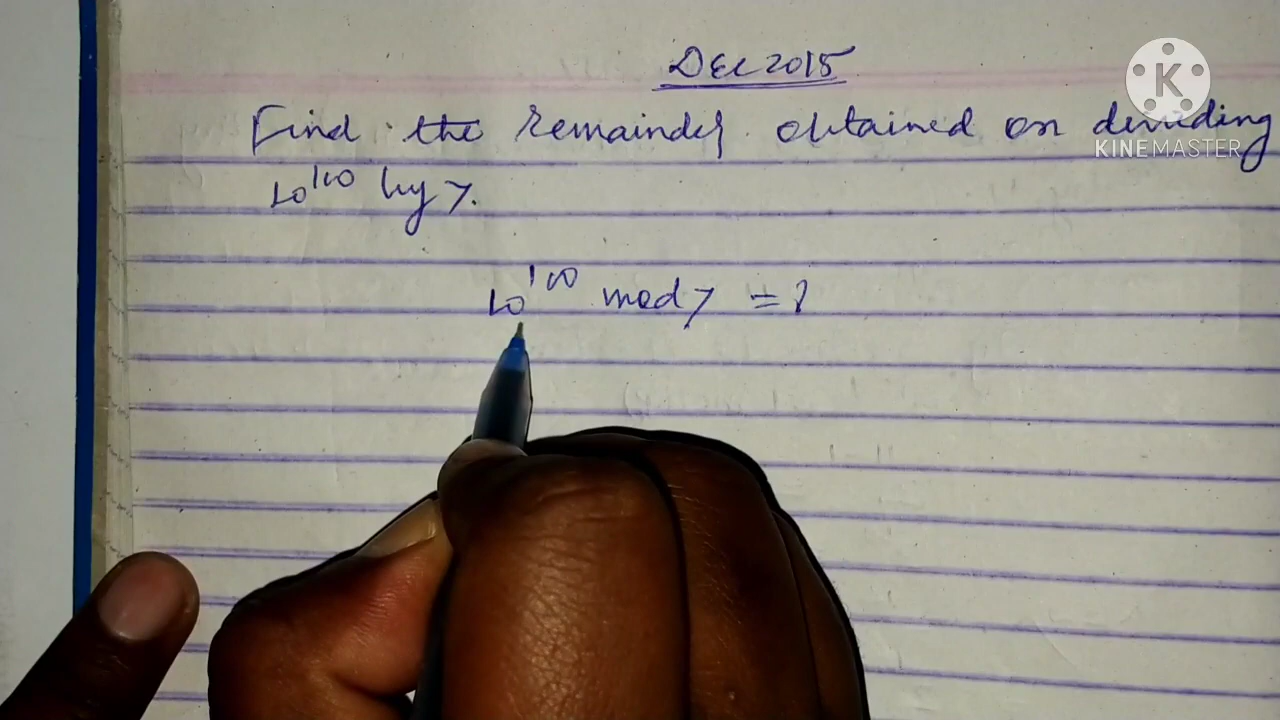 DEC 2015
Find the remainder obtained on dividing
10^100 by 7.
10^100 mod 7 = ?
K
KINEMASTER